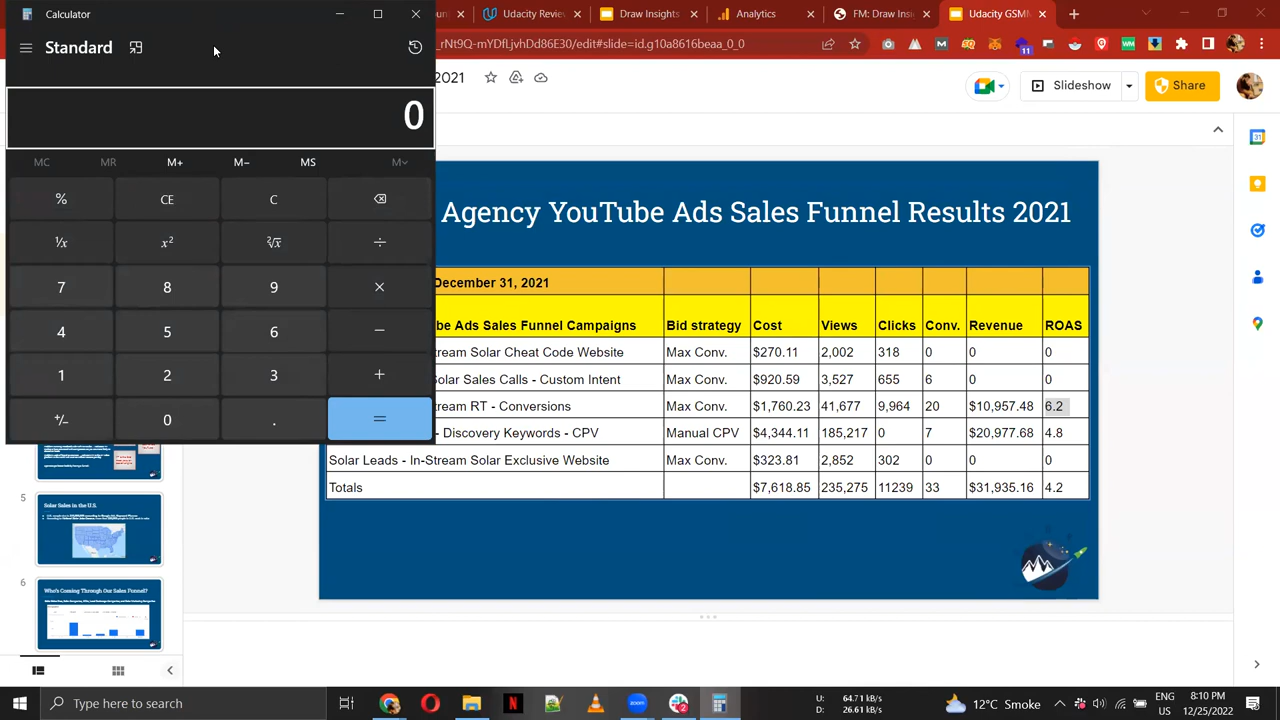 Calculator
Standard
0
MC MR M+ M− MS M˅
% CE C
¹⁄x x² ²√x ÷
7 8 9 ×
4 5 6 −
1 2 3 +
⁺⁄₋ 0 . =
Udacity Revie
Draw Insights
Analytics
FM: Draw Insi
Udacity GSMM
_rNt9Q-mYDfLjvhDd86E30/edit#slide=id.g10a8616beaa_0_0
11
2021
Slideshow
Share
Agency YouTube Ads Sales Funnel Results 2021
December 31, 2021
be Ads Sales Funnel Campaigns Bid strategy Cost Views Clicks Conv. Revenue ROAS
tream Solar Cheat Code Website Max Conv. $270.11 2,002 318 0 0 0
Solar Sales Calls - Custom Intent Max Conv. $920.59 3,527 655 6 0 0
tream RT - Conversions Max Conv. $1,760.23 41,677 9,964 20 $10,957.48 6.2
- Discovery Keywords - CPV Manual CPV $4,344.11 185,217 0 7 $20,977.68 4.8
Solar Leads - In-Stream Solar Exclusive Website Max Conv. $323.81 2,852 302 0 0 0
Totals $7,618.85 235,275 11239 33 $31,935.16 4.2
5
Solar Sales in the U.S.
6
Who's Coming Through Our Sales Funnel?
Type here to search
U: 64.71 kB/s
D: 26.61 kB/s
12°C Smoke
ENG
US
8:10 PM
12/25/2022